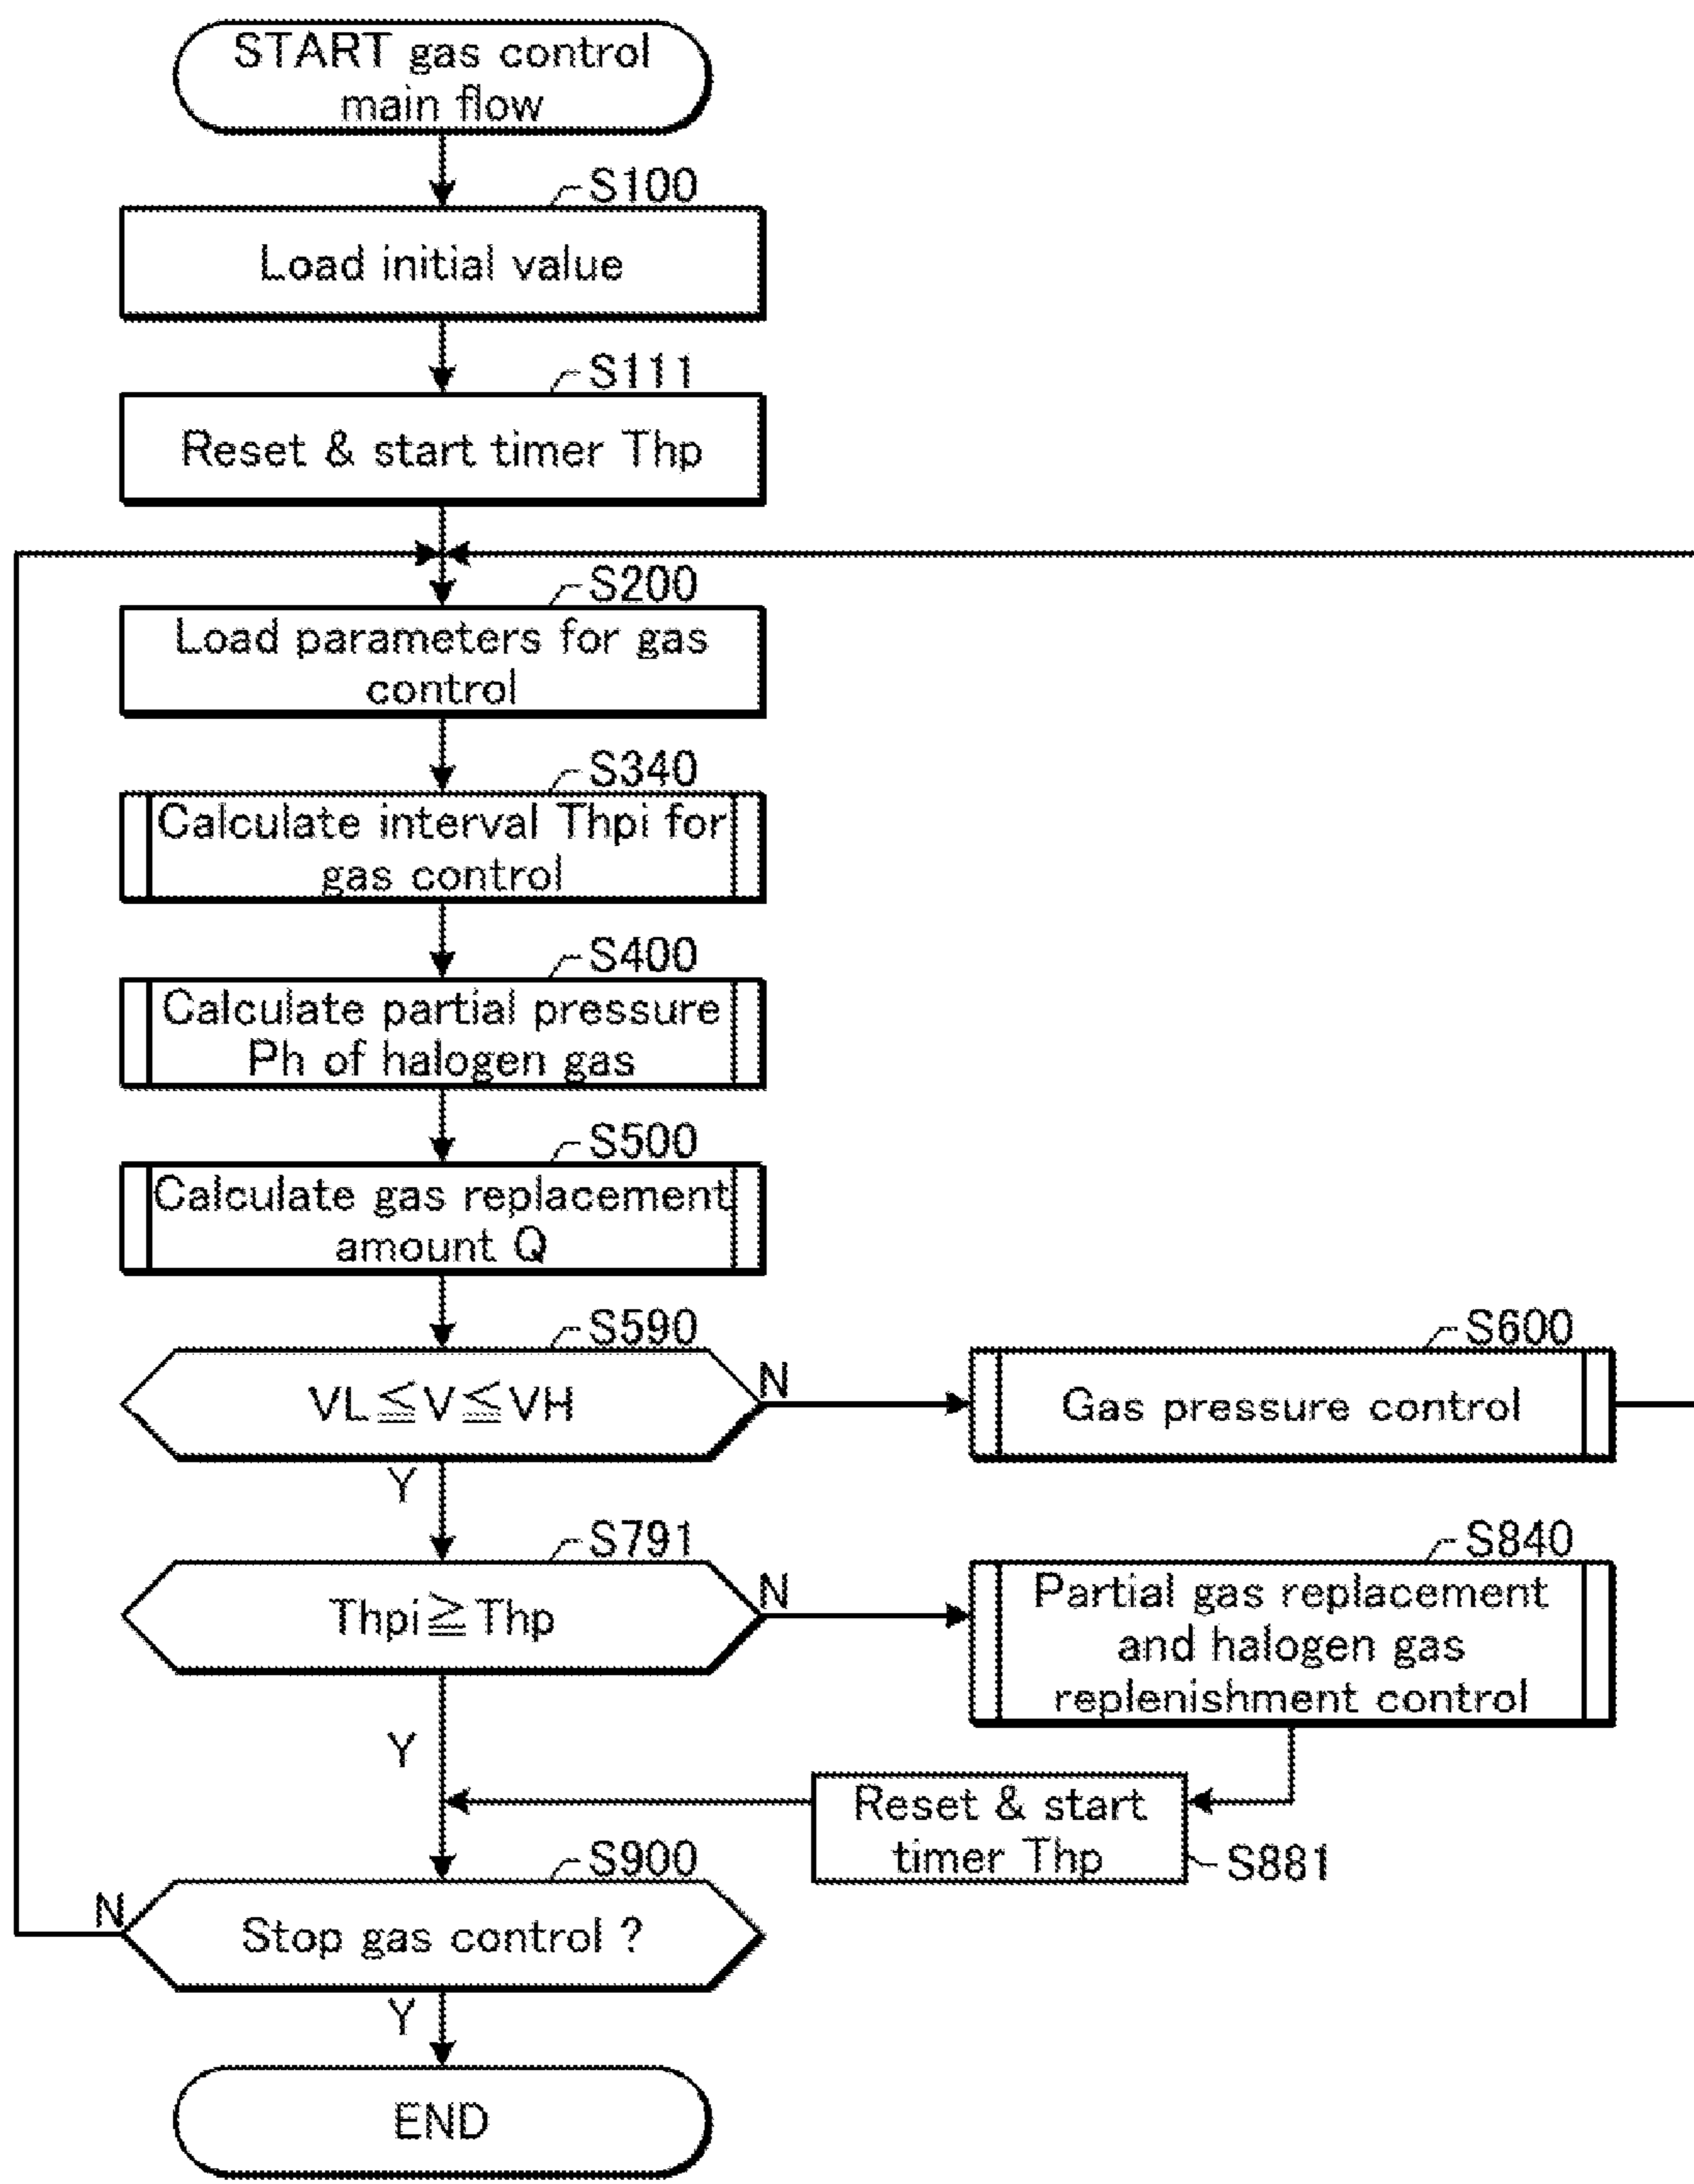 START gas control
main flow
S100
Load initial value
S111
Reset & start timer Thp
S200
Load parameters for gas
control
S340
Calculate interval Thpi for
gas control
S400
Calculate partial pressure
Ph of halogen gas
S500
Calculate gas replacement
amount Q
S590
VL≦V≦VH
N
Y
S600
Gas pressure control
S791
Thpi≧Thp
N
Y
S840
Partial gas replacement
and halogen gas
replenishment control
Reset & start
timer Thp
S881
S900
Stop gas control ?
N
Y
END